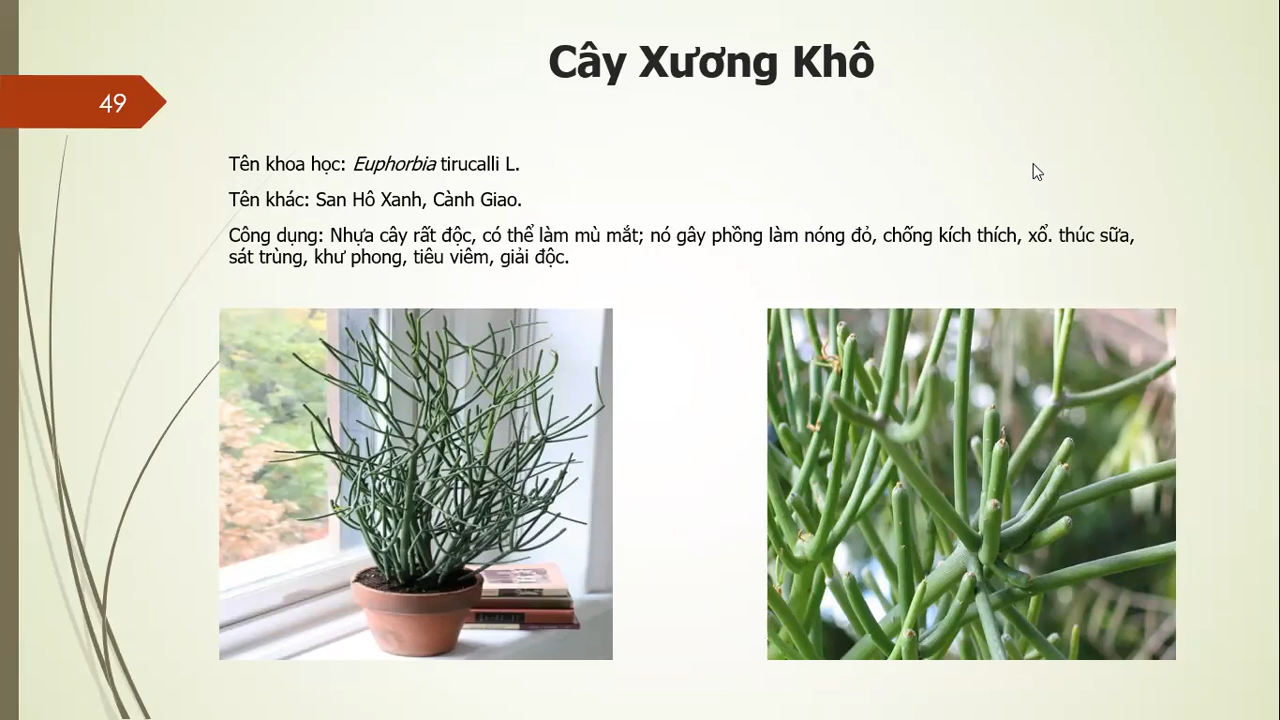 Cây Xương Khô
49
Tên khoa học: Euphorbia tirucalli L.
Tên khác: San Hô Xanh, Cành Giao.
Công dụng: Nhựa cây rất độc, có thể làm mù mắt; nó gây phồng làm nóng đỏ, chống kích thích, xổ. thúc sữa,
sát trùng, khư phong, tiêu viêm, giải độc.